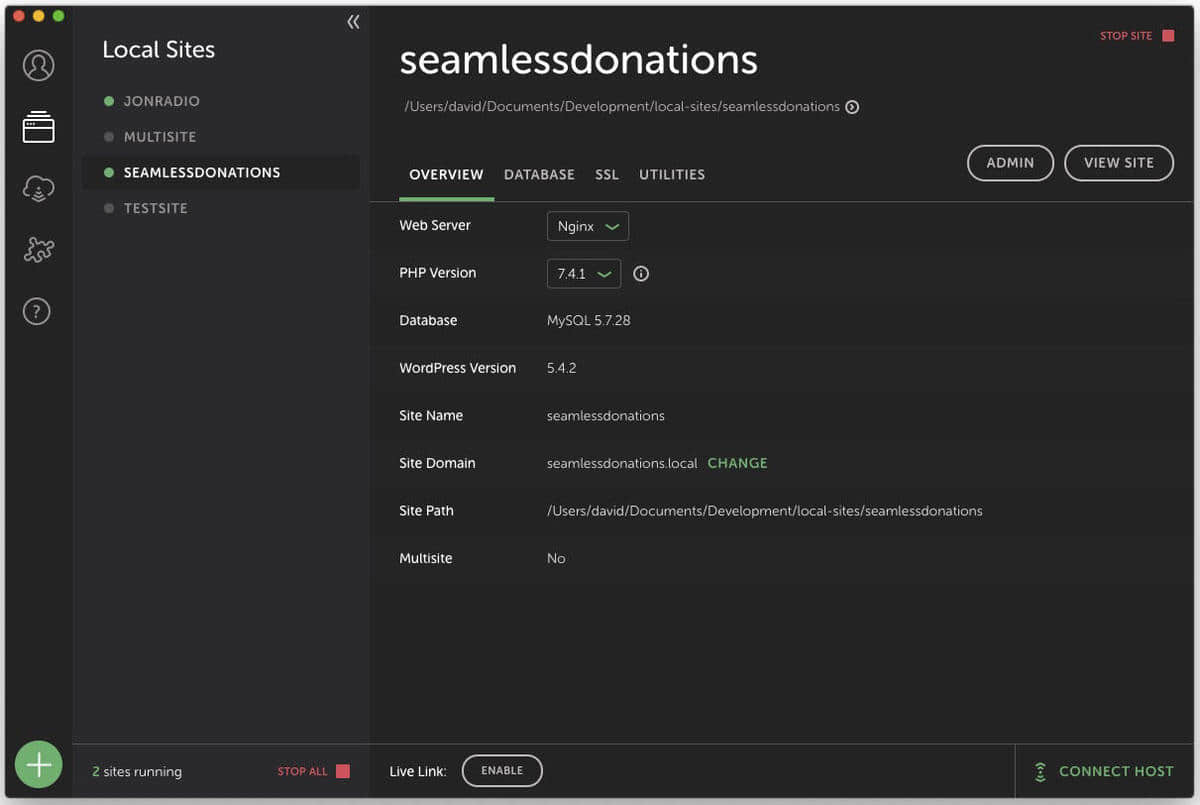 Local Sites
JONRADIO
MULTISITE
SEAMLESSDONATIONS
TESTSITE
2 sites running
STOP ALL
STOP SITE
seamlessdonations
/Users/david/Documents/Development/local-sites/seamlessdonations
ADMIN
VIEW SITE
OVERVIEW DATABASE SSL UTILITIES
Web Server Nginx
PHP Version 7.4.1
Database MySQL 5.7.28
WordPress Version 5.4.2
Site Name seamlessdonations
Site Domain seamlessdonations.local CHANGE
Site Path /Users/david/Documents/Development/local-sites/seamlessdonations
Multisite No
Live Link: ENABLE
CONNECT HOST